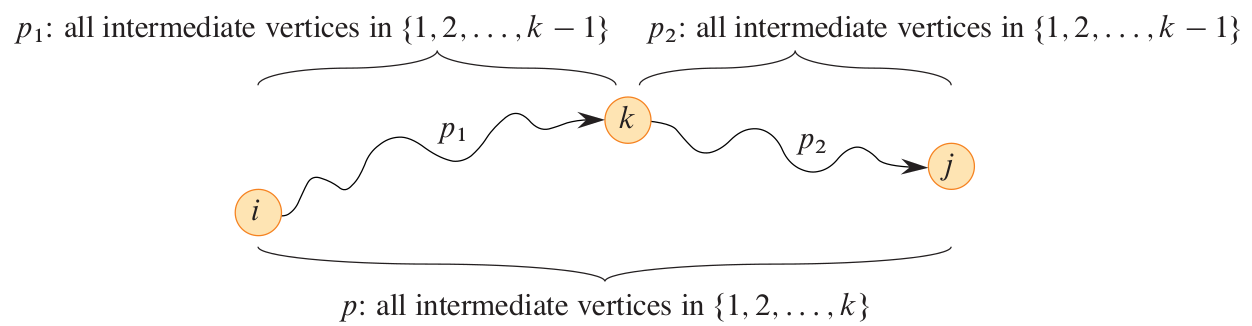 p₁: all intermediate vertices in {1, 2, . . . , k − 1} p₂: all intermediate vertices in {1, 2, . . . , k − 1}
k
p₁
p₂
j
i
p: all intermediate vertices in {1, 2, . . . , k}